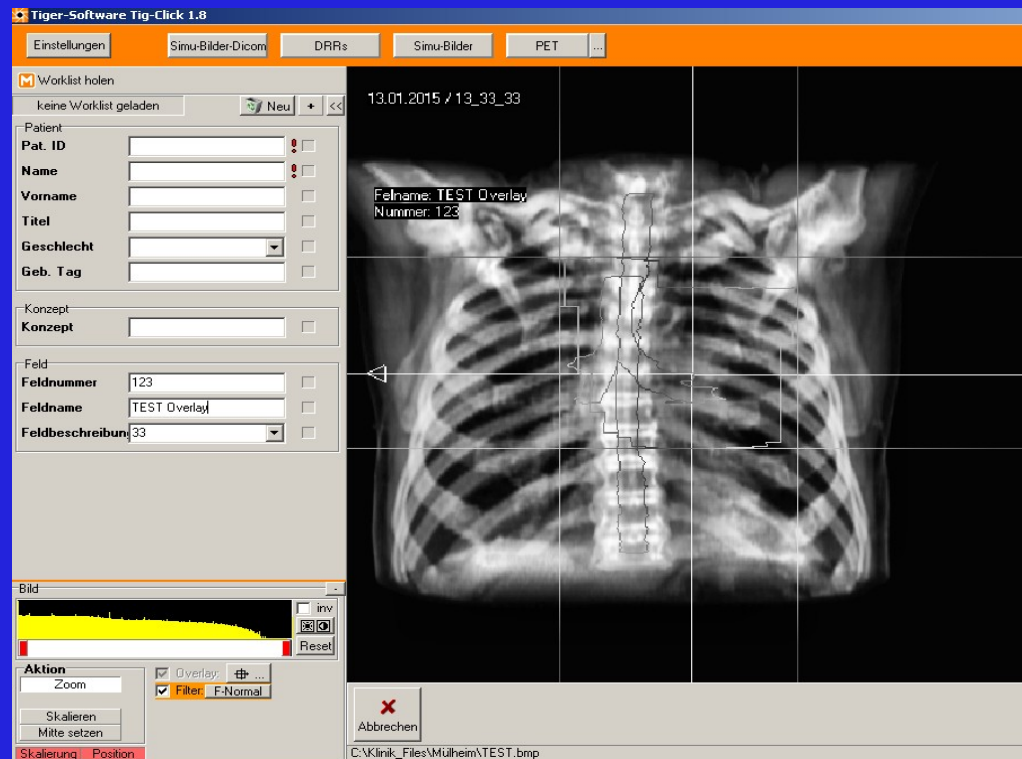 Tiger-Software Tig-Click 1.8
Einstellungen Simu-Bilder-Dicom DRRs Simu-Bilder PET ...
Worklist holen
keine Worklist geladen Neu + <<
Patient
Pat. ID
Name
Vorname
Titel
Geschlecht
Geb. Tag
Konzept
Konzept
Feld
Feldnummer 123
Feldname TEST Overlay
Feldbeschreibun 33
13.01.2015 / 13_33_33
Felname: TEST Overlay
Nummer: 123
Bild -
inv
Reset
Aktion
Zoom
Skalieren
Mitte setzen
Skalierung Position
Overlay: ...
Filter: F-Normal
Abbrechen
C:\Klinik_Files\Mülheim\TEST.bmp